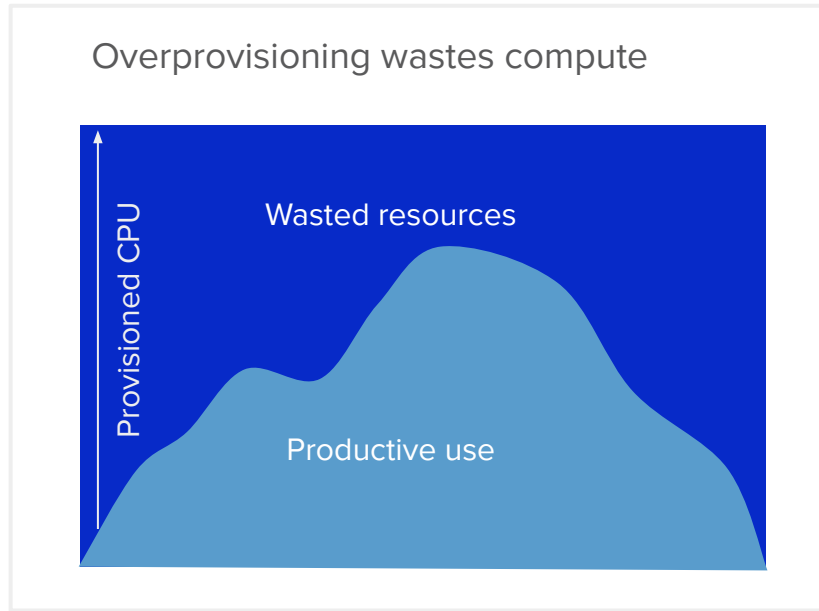 Overprovisioning wastes compute
Wasted resources
Provisioned CPU
Productive use